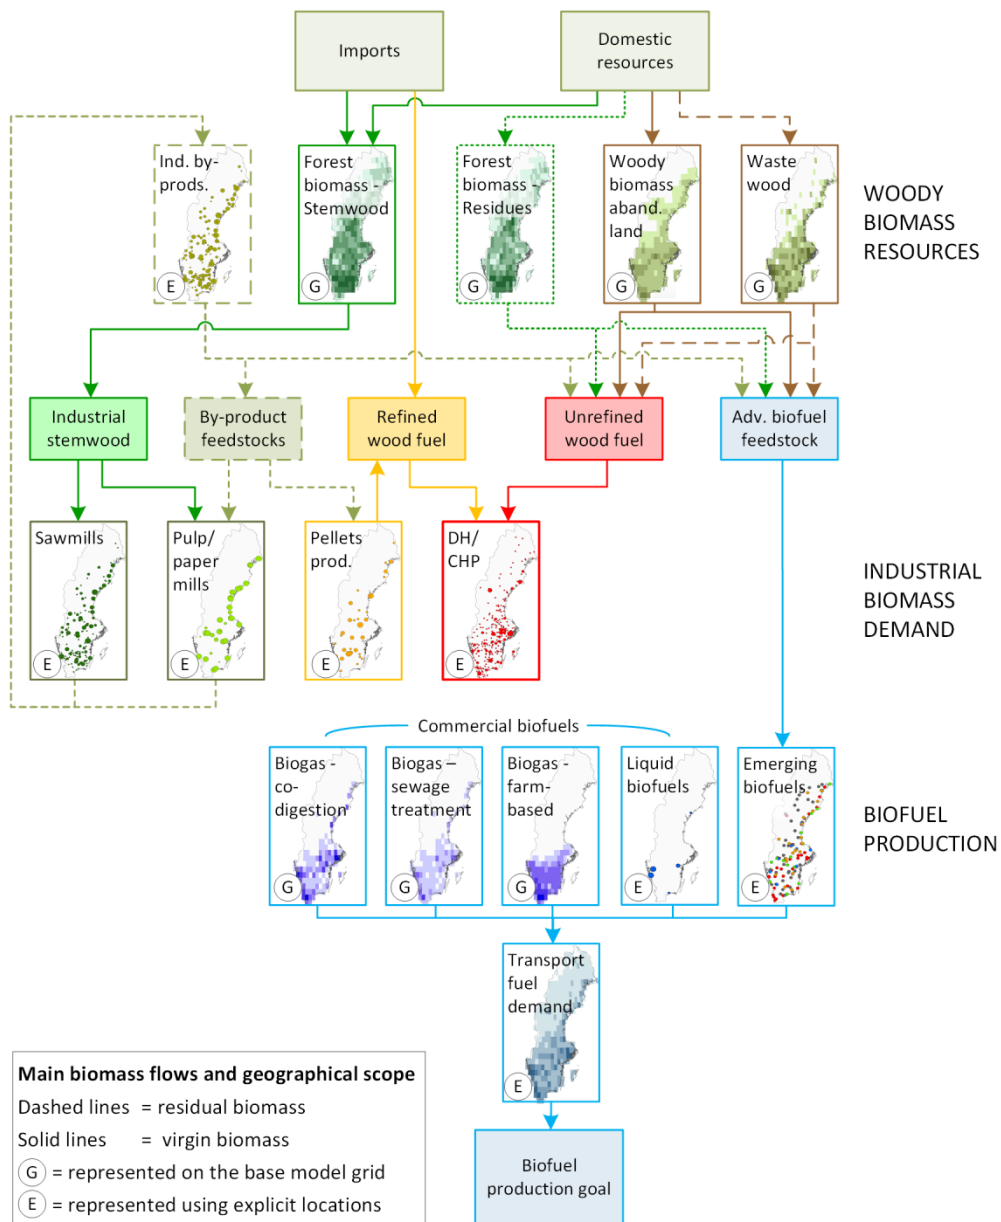 Imports
Domestic
resources
Ind. by-
prods.
E
Forest
biomass -
Stemwood
G
Forest
biomass -
Residues
G
Woody
biomass
aband.
land
G
Waste
wood
G
WOODY
BIOMASS
RESOURCES
Industrial
stemwood
By-product
feedstocks
Refined
wood fuel
Unrefined
wood fuel
Adv. biofuel
feedstock
Sawmills
E
Pulp/
paper
mills
E
Pellets
prod.
E
DH/
CHP
E
INDUSTRIAL
BIOMASS
DEMAND
Commercial biofuels
Biogas -
co-
digestion
G
Biogas –
sewage
treatment
G
Biogas -
farm-
based
G
Liquid
biofuels
E
Emerging
biofuels
E
BIOFUEL
PRODUCTION
Transport
fuel
demand
E
Biofuel
production goal
Main biomass flows and geographical scope
Dashed lines = residual biomass
Solid lines = virgin biomass
G = represented on the base model grid
E = represented using explicit locations